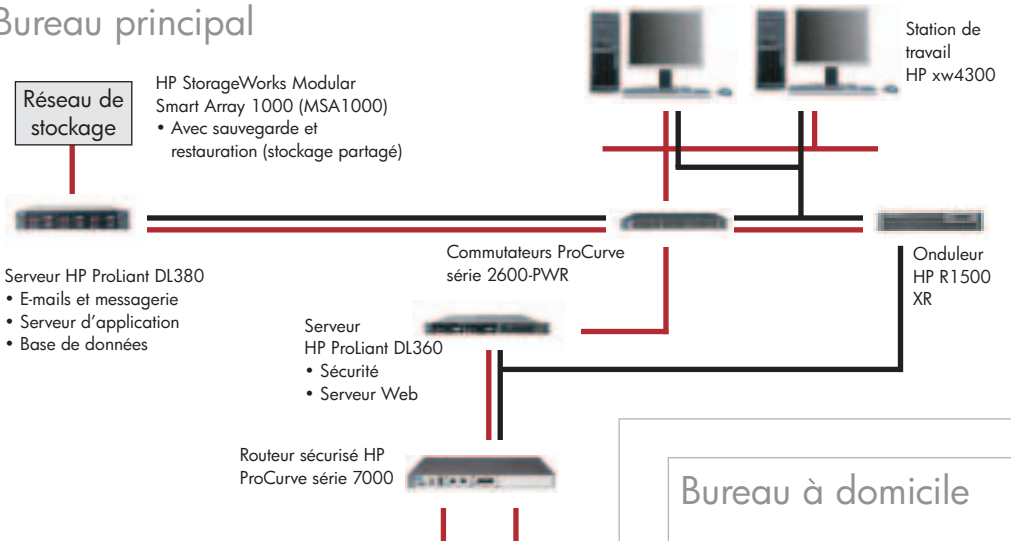 Bureau principal
Réseau de
stockage
HP StorageWorks Modular
Smart Array 1000 (MSA1000)
• Avec sauvegarde et
restauration (stockage partagé)
Station de
travail
HP xw4300
Serveur HP ProLiant DL380
• E-mails et messagerie
• Serveur d'application
• Base de données
Commutateurs ProCurve
série 2600-PWR
Onduleur
HP R1500
XR
Serveur
HP ProLiant DL360
• Sécurité
• Serveur Web
Routeur sécurisé HP
ProCurve série 7000
Bureau à domicile